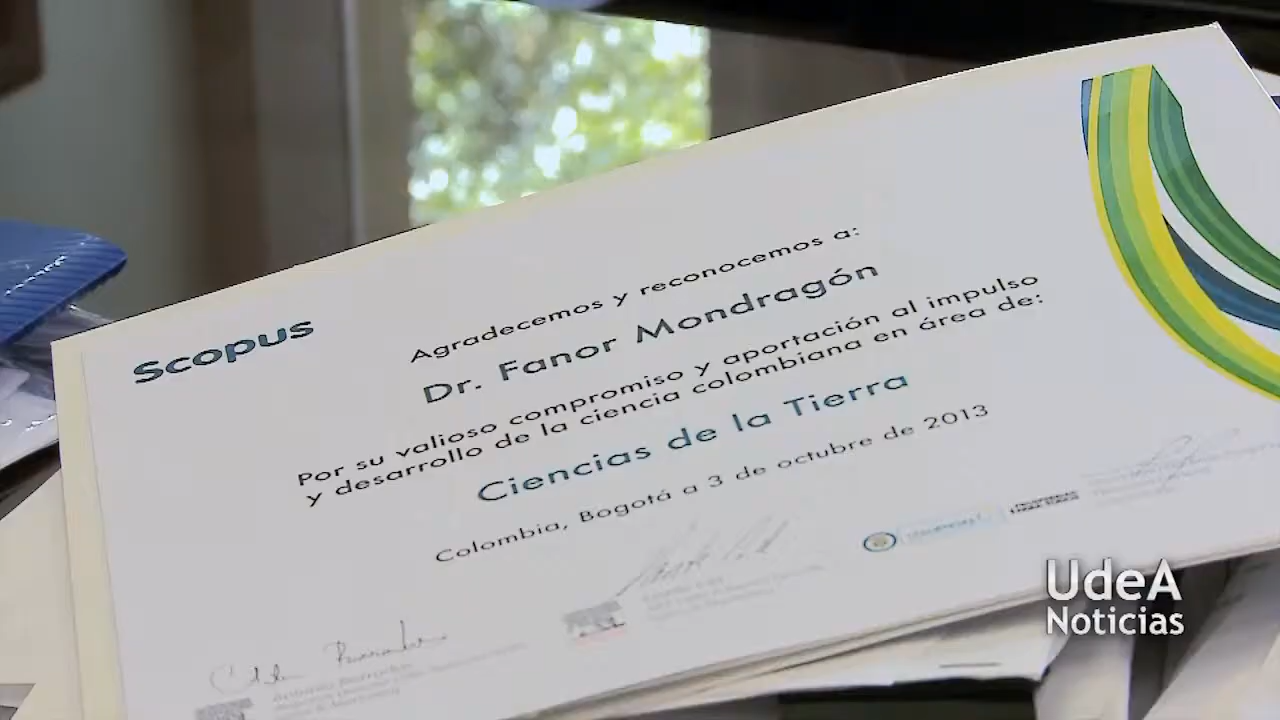 Scopus
Agradecemos y reconocemos a:
Dr. Fanor Mondragón
Por su valioso compromiso y aportación al impulso
y desarrollo de la ciencia colombiana en área de:
Ciencias de la Tierra
Colombia, Bogotá a 3 de octubre de 2013
UdeA
Noticias